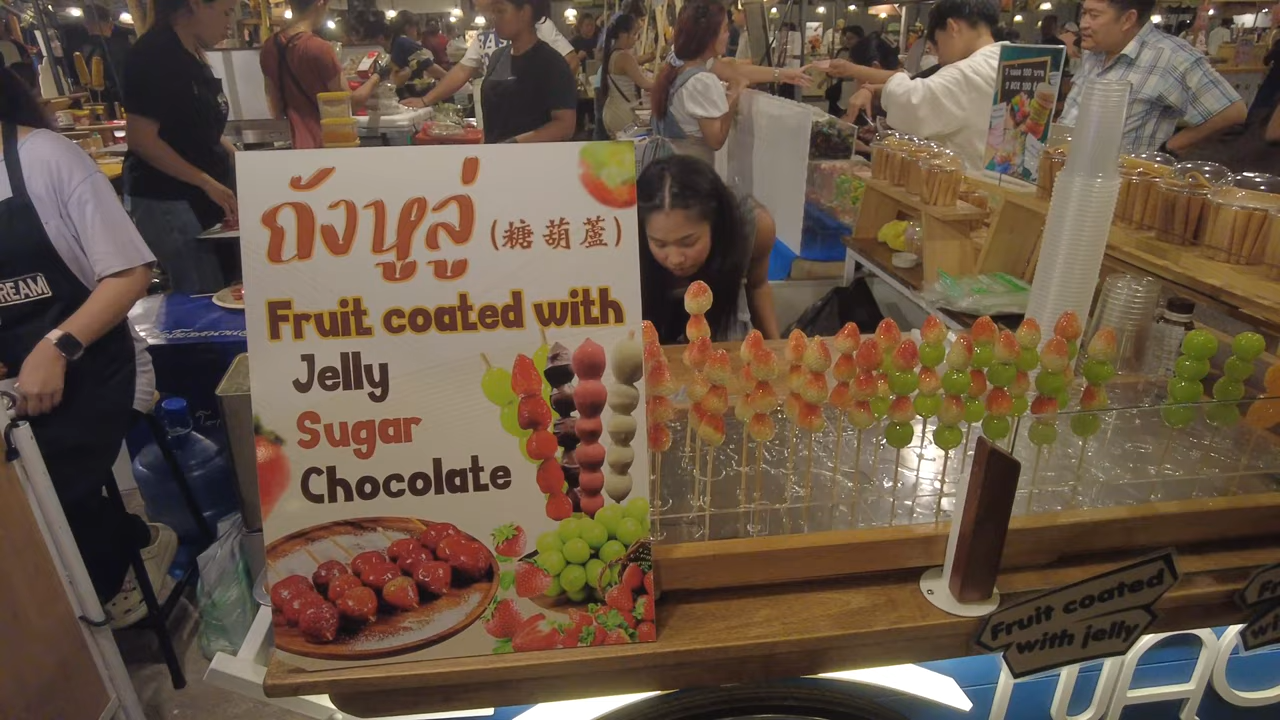 ถังหูลู่ (糖葫蘆)
Fruit coated with
Jelly
Sugar
Chocolate
REAM
Fruit coated
with jelly